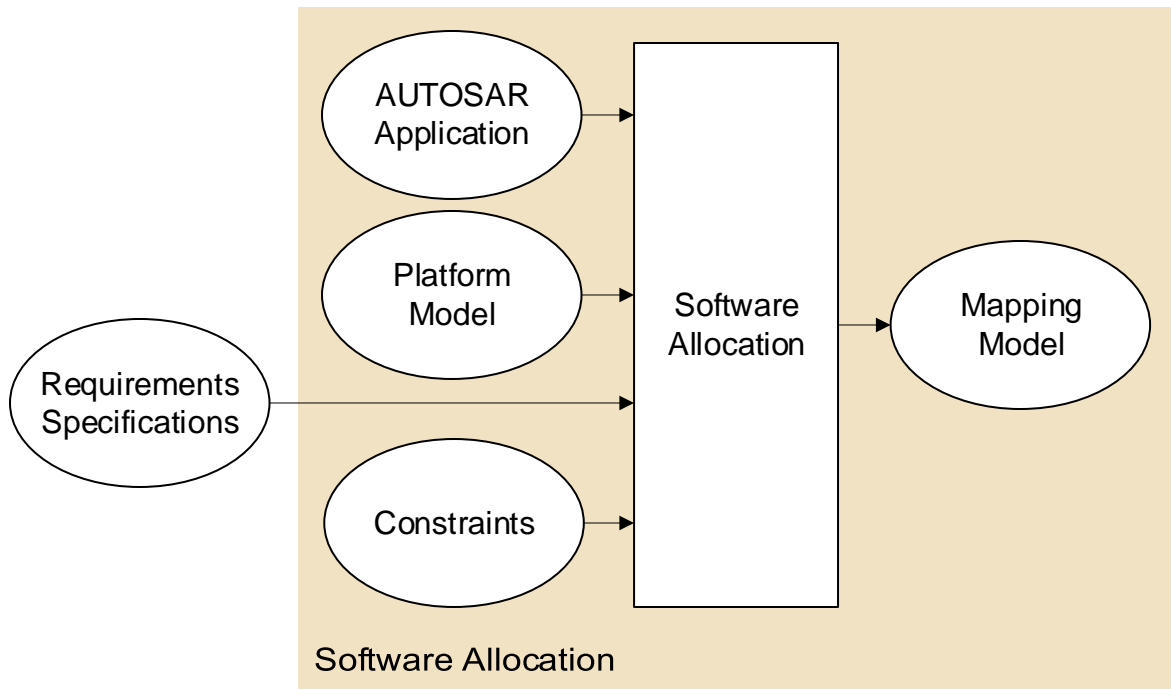 AUTOSAR
Application
Platform
Model
Requirements
Specifications
Constraints
Software
Allocation
Mapping
Model
Software Allocation